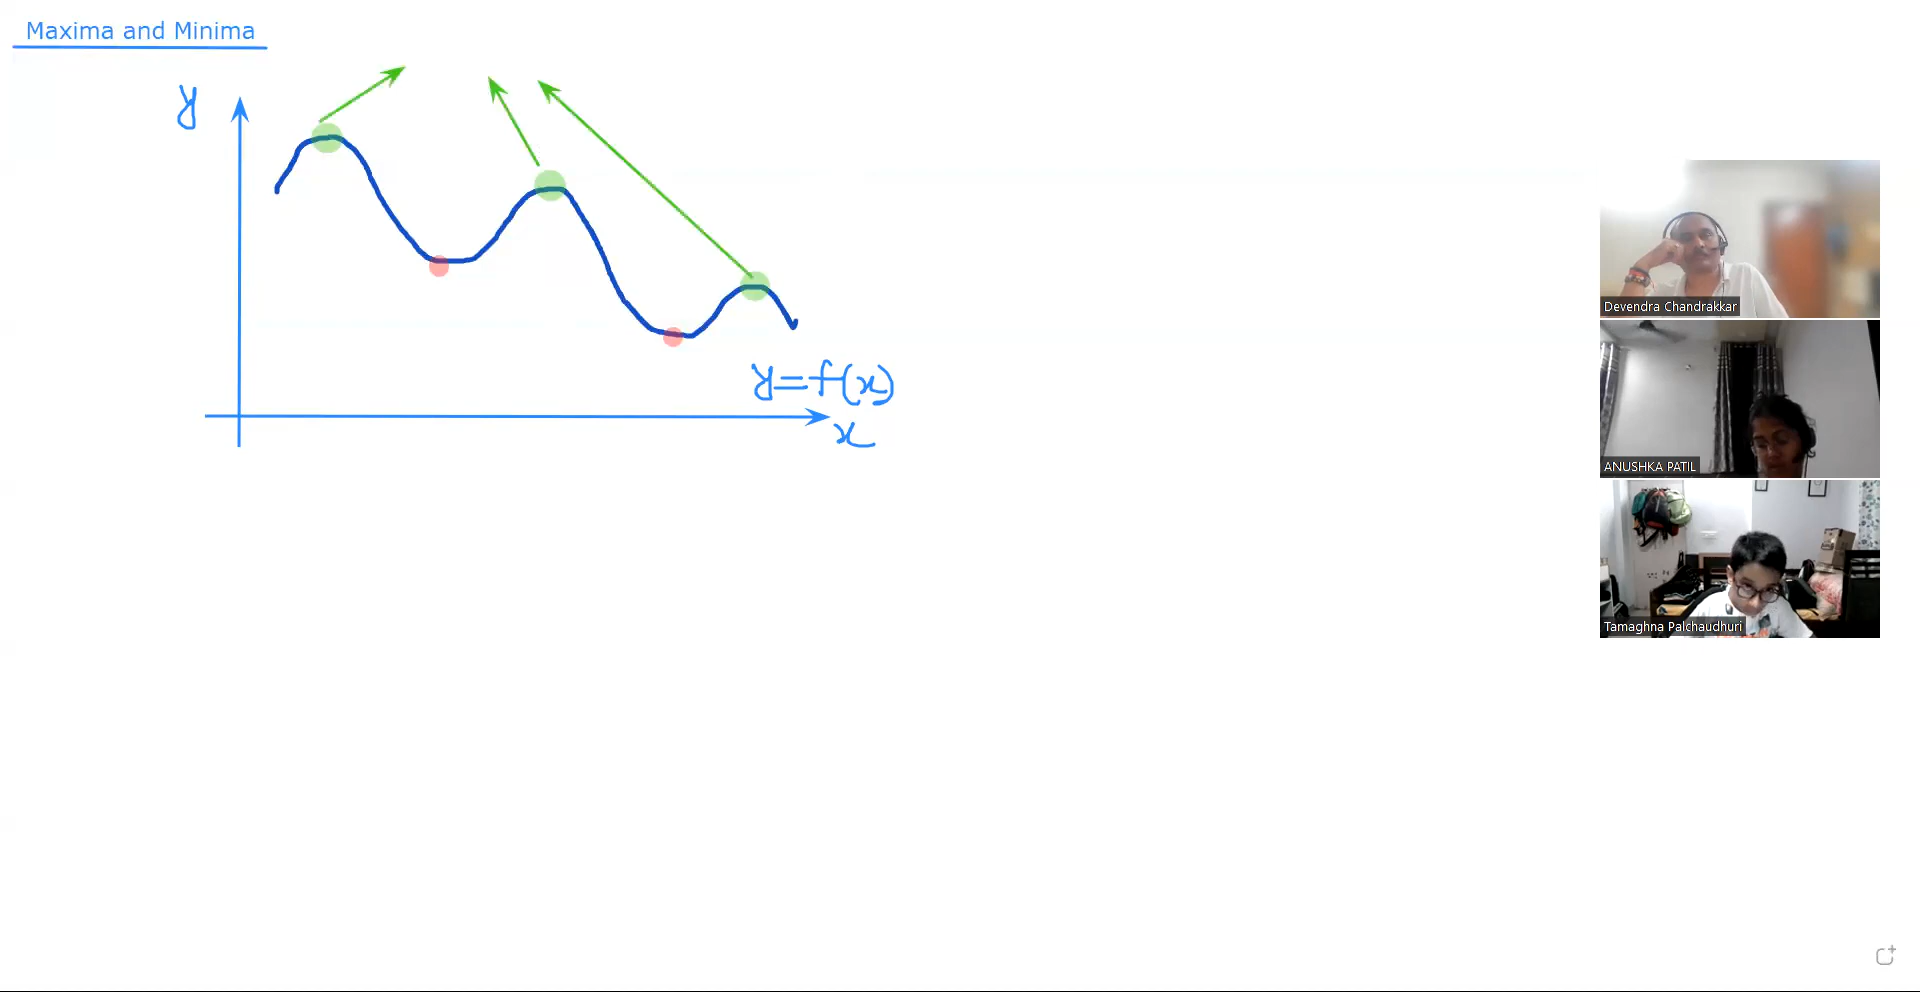 Maxima and Minima
y
y=f(x)
x
Devendra Chandrakkar
ANUSHKA PATIL
Tamaghna Palchaudhuri